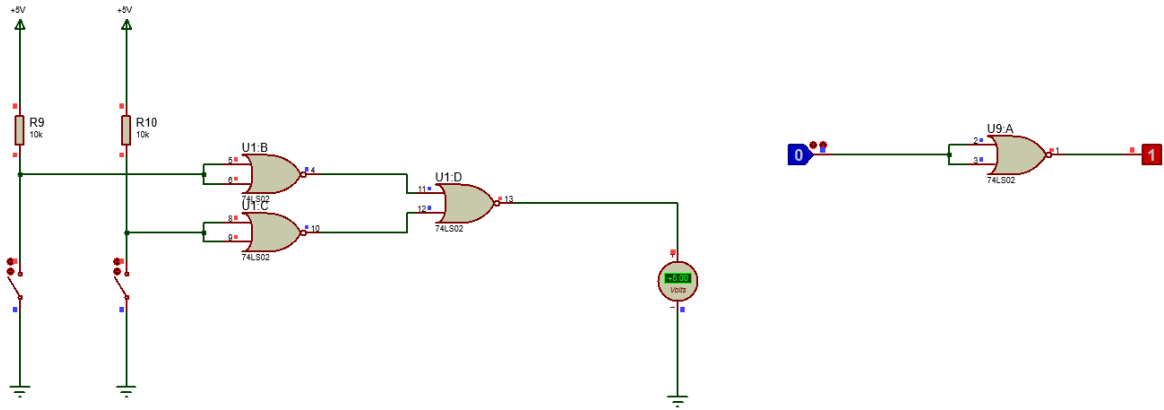 +5V
+5V
R9
10k
R10
10k
U1:B
5
6
4
74LS02
U1:C
8
9
10
74LS02
U1:D
11
12
13
74LS02
+5.00
Volts
+
-
0
U9:A
2
3
1
74LS02
1